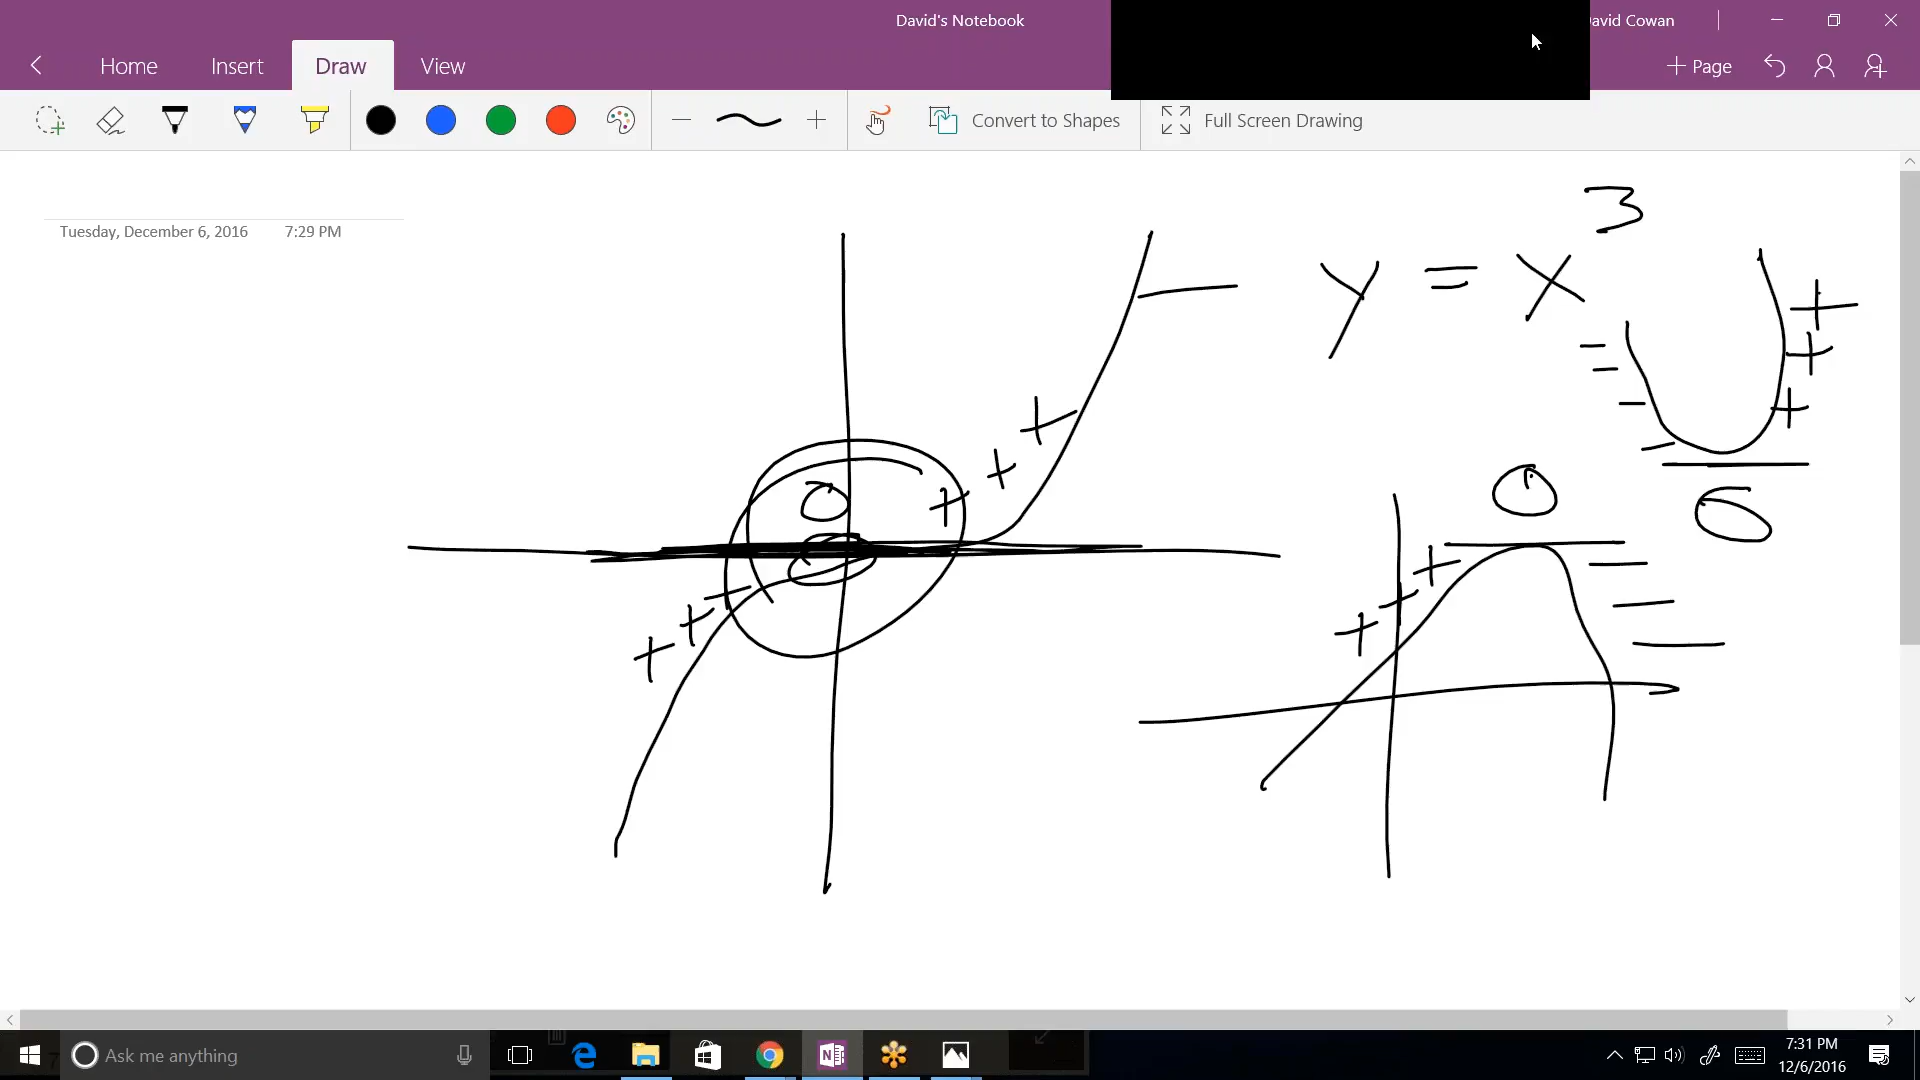 David's Notebook
avid Cowan
Home
Insert
Draw
View
Page
Convert to Shapes
Full Screen Drawing
Tuesday, December 6, 2016 7:29 PM
y = x³
0
0
0
+ + +
+ + +
+ + +
+ + +
− − −
− − − −
Ask me anything
7:31 PM
12/6/2016